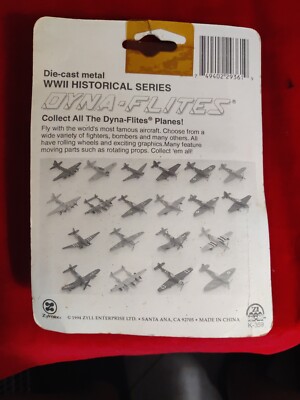 Die-cast metal
WWII HISTORICAL SERIES
DYNA-FLITES®
Collect All The Dyna-Flites® Planes!
Fly with the world's most famous aircraft. Choose from a
wide variety of fighters, bombers and many others. All
have rolling wheels and exciting graphics. Many feature
moving parts such as rotating props. Collect 'em all!
© 1994 ZYLL ENTERPRISE LTD. • SANTA ANA, CA 92705 • MADE IN CHINA